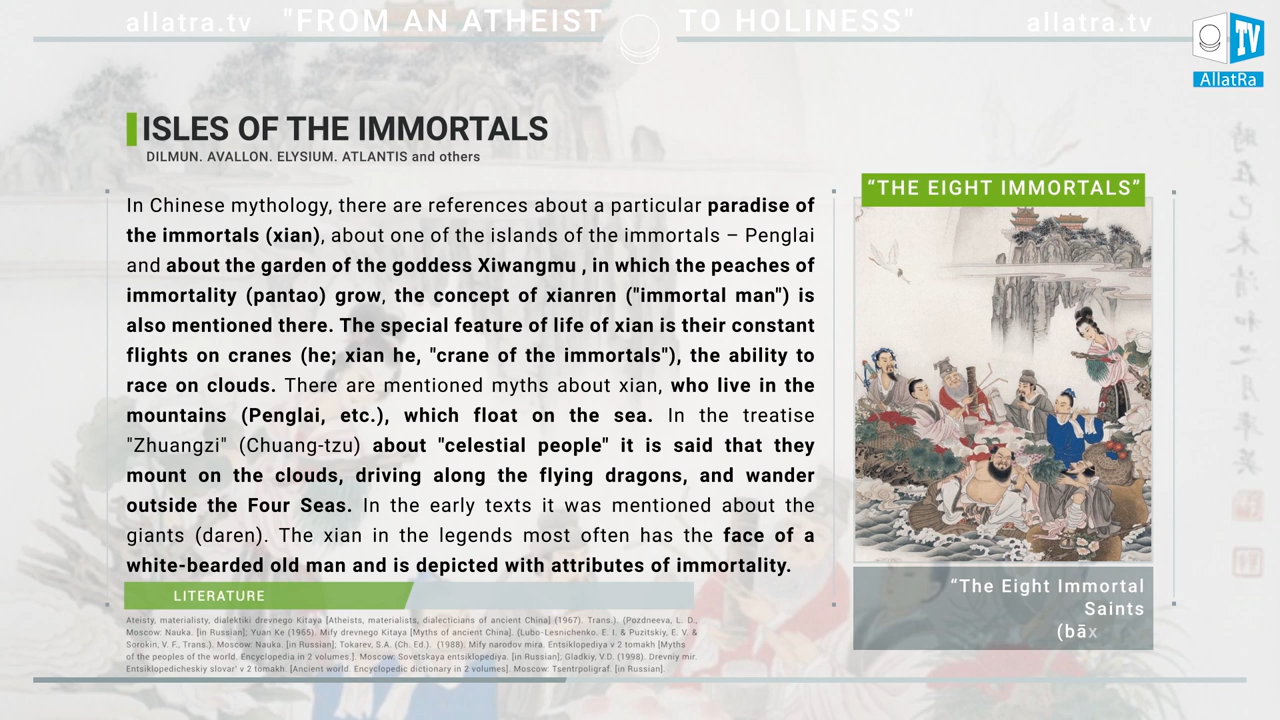 allatra.tv "FROM AN ATHEIST TO HOLINESS" allatra.tv
TV
AllatRa
ISLES OF THE IMMORTALS
DILMUN. AVALLON. ELYSIUM. ATLANTIS and others
In Chinese mythology, there are references about a particular paradise of
the immortals (xian), about one of the islands of the immortals – Penglai
and about the garden of the goddess Xiwangmu , in which the peaches of
immortality (pantao) grow, the concept of xianren ("immortal man") is
also mentioned there. The special feature of life of xian is their constant
flights on cranes (he; xian he, "crane of the immortals"), the ability to
race on clouds. There are mentioned myths about xian, who live in the
mountains (Penglai, etc.), which float on the sea. In the treatise
"Zhuangzi" (Chuang-tzu) about "celestial people" it is said that they
mount on the clouds, driving along the flying dragons, and wander
outside the Four Seas. In the early texts it was mentioned about the
giants (daren). The xian in the legends most often has the face of a
white-bearded old man and is depicted with attributes of immortality.
LITERATURE
Ateisty, materialisty, dialektiki drevnego Kitaya [Atheists, materialists, dialecticians of ancient China] (1967). Trans.). (Pozdneeva, L. D.,
Moscow: Nauka. [in Russian]; Yuan Ke (1965). Mify drevnego Kitaya [Myths of ancient China]. (Lubo-Lesnichenko. E. I. & Puzitskiy, E. V. &
Sorokin, V. F., Trans.). Moscow: Nauka. [in Russian]; Tokarev, S.A. (Ch. Ed.). (1988). Mify narodov mira. Entsiklopediya v 2 tomakh [Myths
of the peoples of the world. Encyclopedia in 2 volumes.]. Moscow: Sovetskaya entsiklopediya. [in Russian]; Gladkiy, V.D. (1998). Drevniy mir.
Entsiklopedicheskiy slovar' v 2 tomakh. [Ancient world. Encyclopedic dictionary in 2 volumes]. Moscow: Tsentrpoligraf. [in Russian].
“THE EIGHT IMMORTALS”
“The Eight Immortal
Saints
(bāx